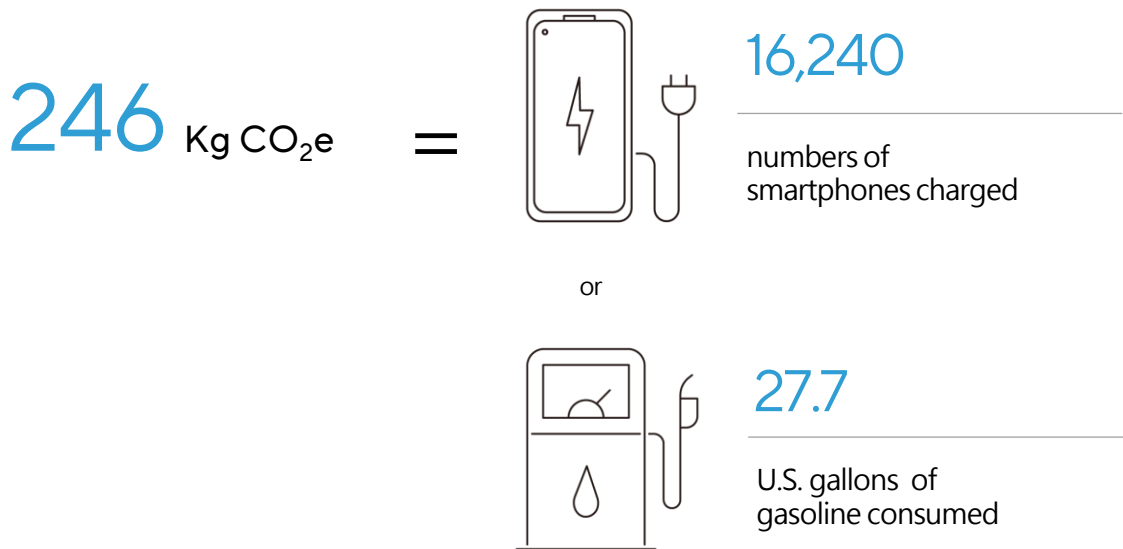 246 Kg CO₂e
=
16,240
numbers of
smartphones charged
or
27.7
U.S. gallons of
gasoline consumed